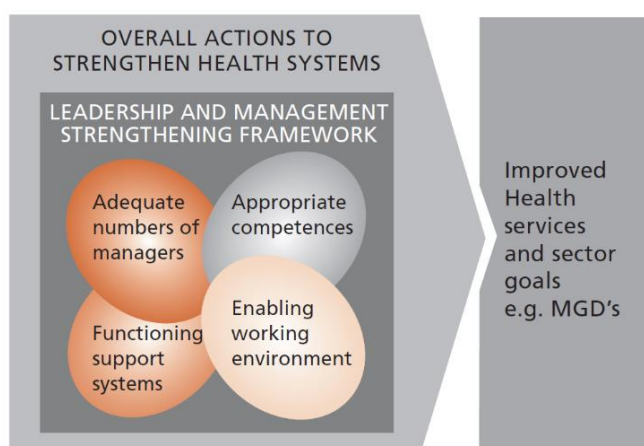 OVERALL ACTIONS TO
STRENGTHEN HEALTH SYSTEMS
LEADERSHIP AND MANAGEMENT
STRENGTHENING FRAMEWORK
Adequate
numbers of
managers
Appropriate
competences
Functioning
support
systems
Enabling
working
environment
Improved
Health
services
and sector
goals
e.g. MGD's